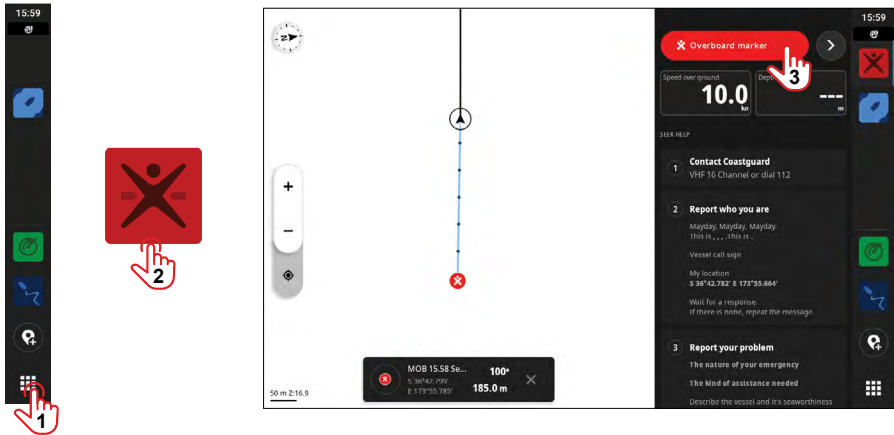 15:59
1
2
N
+
−
50 m 2:16.9
MOB 15.58 Se...
S 36°42.799'
E 173°55.785'
100°
185.0 m
Overboard marker
3
Speed over ground
10.0
kn
Dep
---
m
SEEK HELP
1
Contact Coastguard
VHF 16 Channel or dial 112
2
Report who you are
Mayday, Mayday, Mayday.
This is , , , .This is .
Vessel call sign
My location
S 36°42.782' E 173°55.664'
Wait for a response.
If there is none, repeat the message.
3
Report your problem
The nature of your emergency
The kind of assistance needed
Describe the vessel and it's seaworthiness
15:59